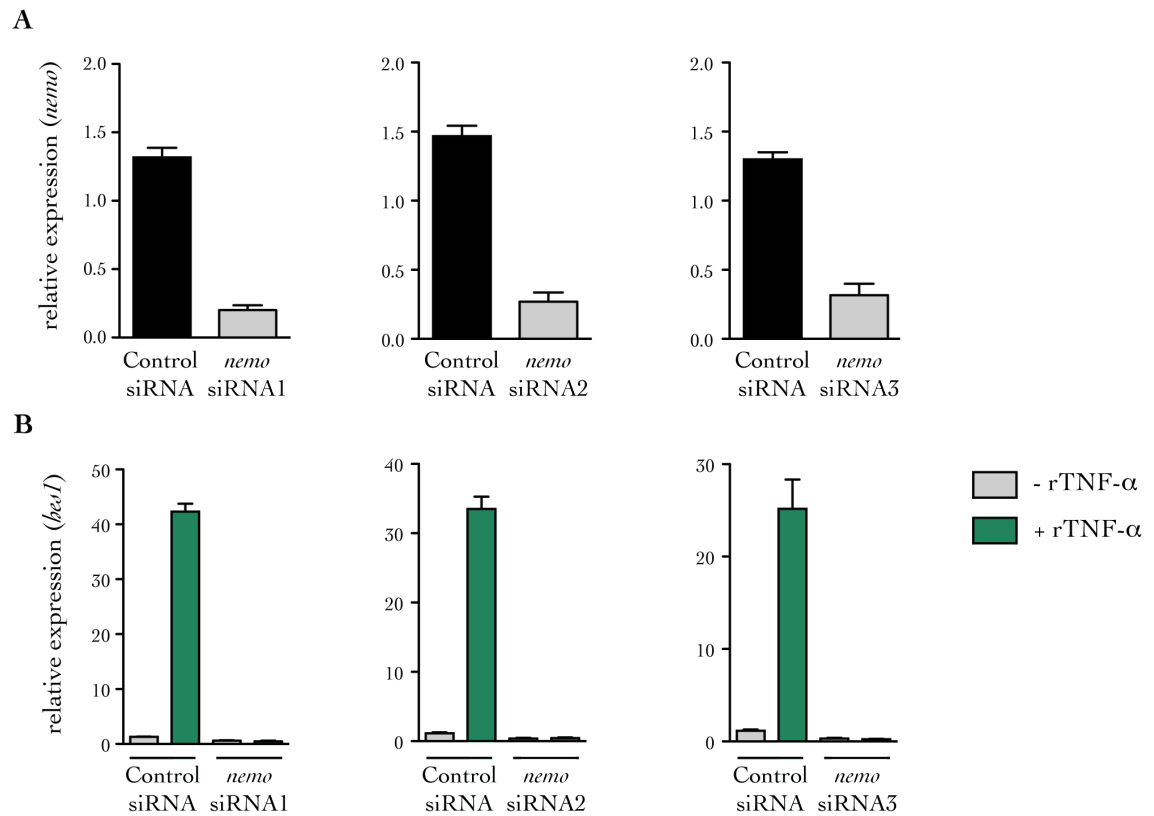 A
relative expression (nemo)
2.0
1.5
1.0
0.5
0.0
Control siRNA
nemo siRNA1
2.0
1.5
1.0
0.5
0.0
Control siRNA
nemo siRNA2
2.0
1.5
1.0
0.5
0.0
Control siRNA
nemo siRNA3
B
relative expression (hes1)
50
40
30
20
10
0
Control siRNA
nemo siRNA1
40
30
20
10
0
Control siRNA
nemo siRNA2
30
20
10
0
Control siRNA
nemo siRNA3
- rTNF-α
+ rTNF-α